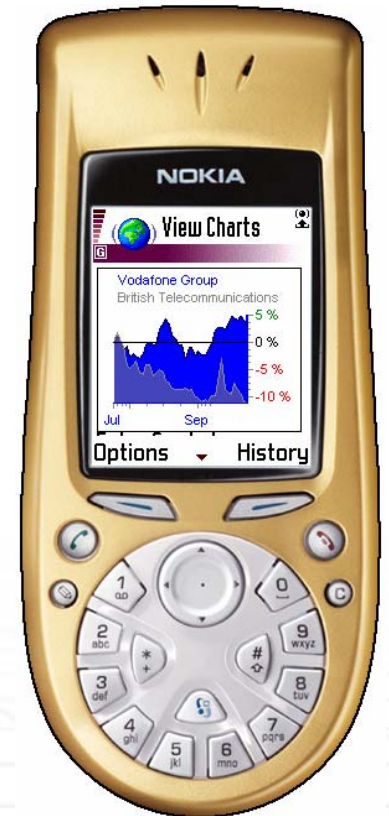 NOKIA
View Charts
G
Vodafone Group
British Telecommunications
5 %
0 %
-5 %
-10 %
Jul Sep
Options History
1
2 abc
3 def
4 ghi
5 jkl
6 mno
7 pqrs
8 tuv
9 wxyz
0
* +
#
C